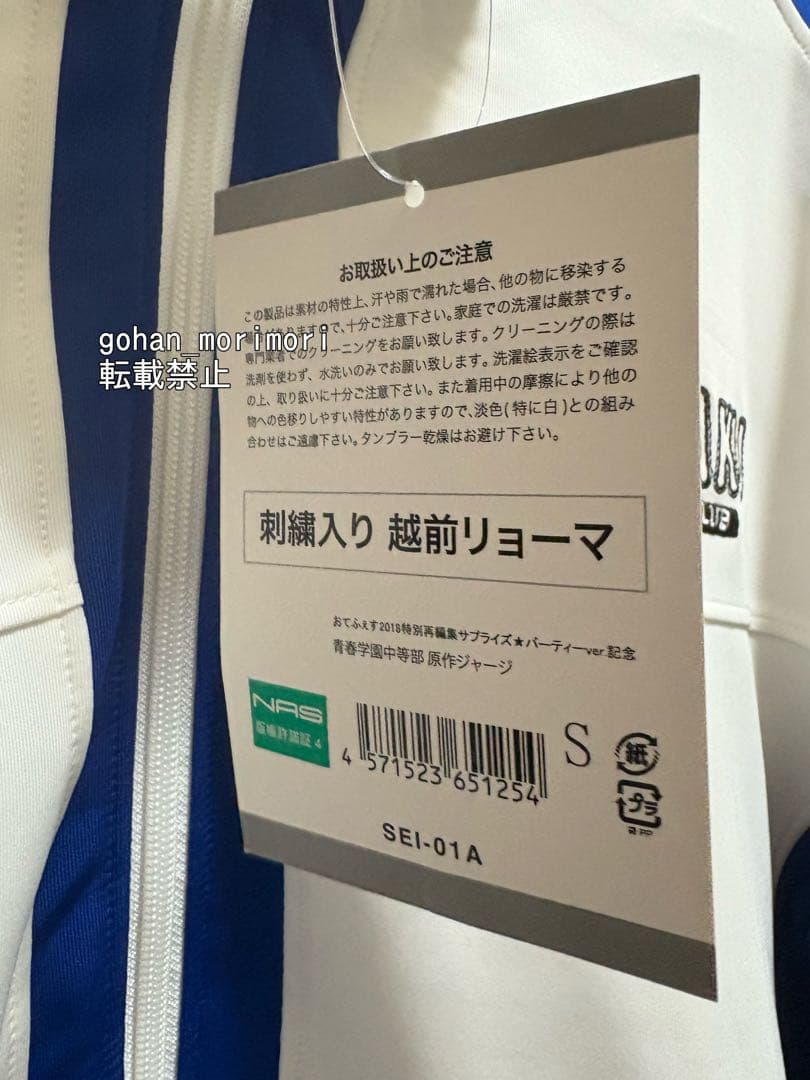 お取扱い上のご注意
この製品は素材の特性上、汗や雨で濡れた場合、他の物に移染する
で、十分ご注意下さい。家庭での洗濯は厳禁です。
専門業者でのクリーニングをお願い致します。クリーニングの際は
洗剤を使わず、水洗いのみでお願い致します。洗濯絵表示をご確認
の上、取り扱いに十分ご注意下さい。また着用中の摩擦により他の
物への色移りしやすい特性がありますので、淡色(特に白)との組み
合わせはご遠慮下さい。タンブラー乾燥はお避け下さい。
gohan_morimori
転載禁止
刺繍入り 越前リョーマ
おてふぇす2018特別再編集サプライズ★パーティーver.記念
青春学園中等部 原作ジャージ
NAS
版権許諾証 4
4 571523 651254
S
紙
プラ
PP
SEI-01A